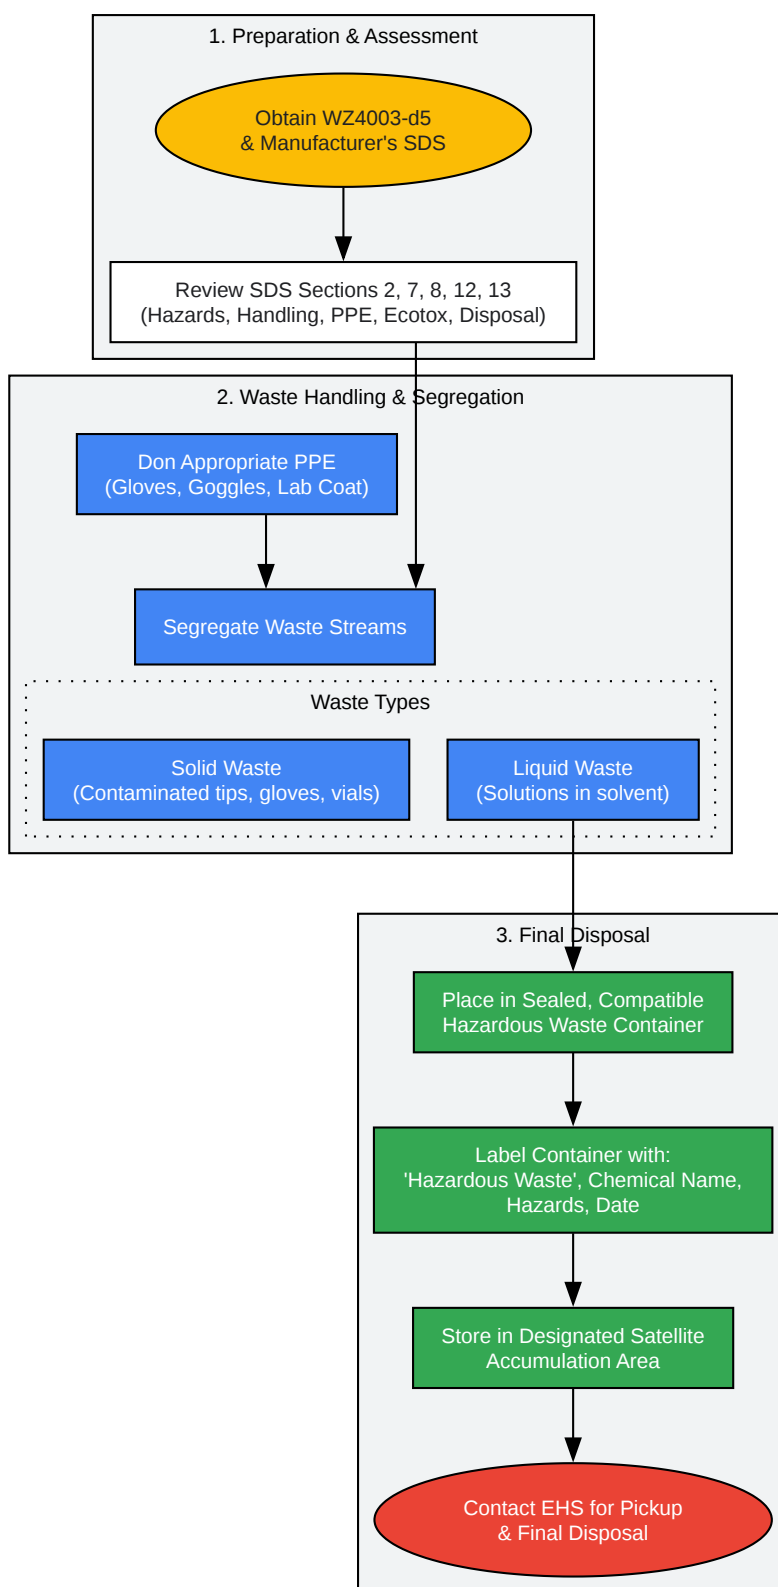 1. Preparation & Assessment
Obtain WZ4003-d5
& Manufacturer's SDS
Review SDS Sections 2, 7, 8, 12, 13
(Hazards, Handling, PPE, Ecotox, Disposal)
2. Waste Handling & Segregation
Don Appropriate PPE
(Gloves, Goggles, Lab Coat)
Segregate Waste Streams
Waste Types
Solid Waste
(Contaminated tips, gloves, vials)
Liquid Waste
(Solutions in solvent)
3. Final Disposal
Place in Sealed, Compatible
Hazardous Waste Container
Label Container with:
'Hazardous Waste', Chemical Name,
Hazards, Date
Store in Designated Satellite
Accumulation Area
Contact EHS for Pickup
& Final Disposal